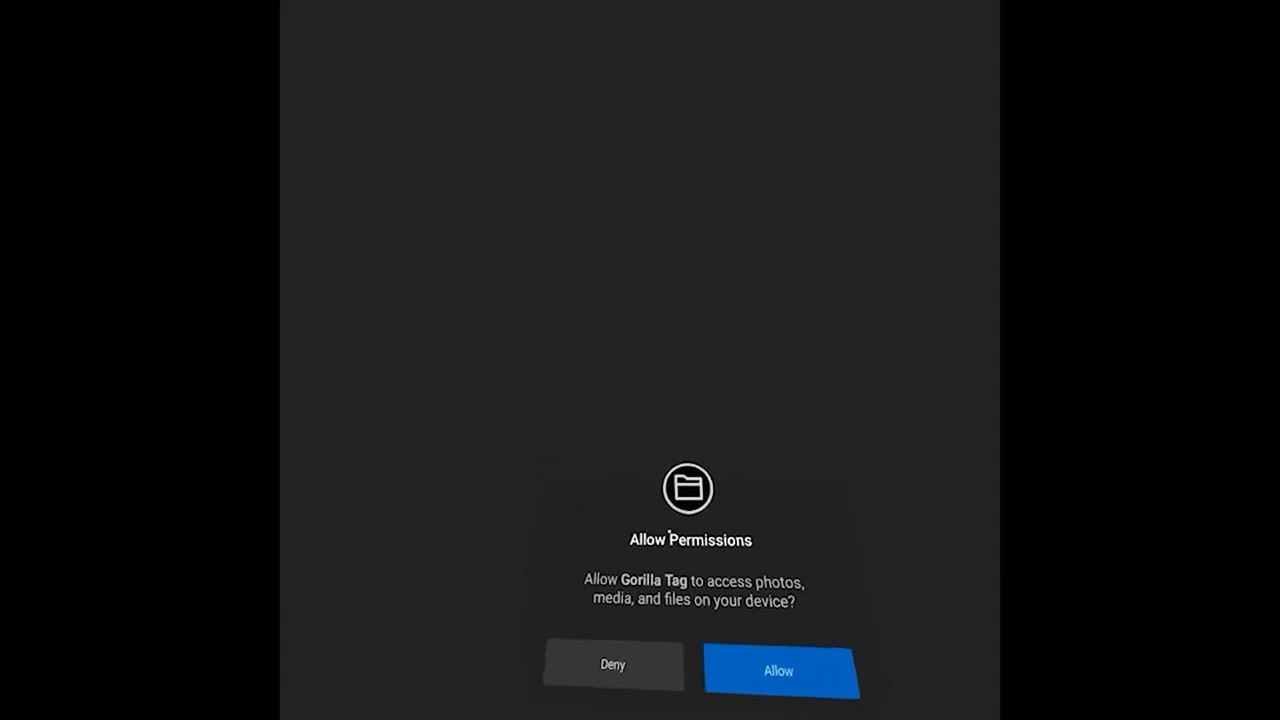 Allow Permissions
Allow Gorilla Tag to access photos,
media, and files on your device?
Deny
Allow